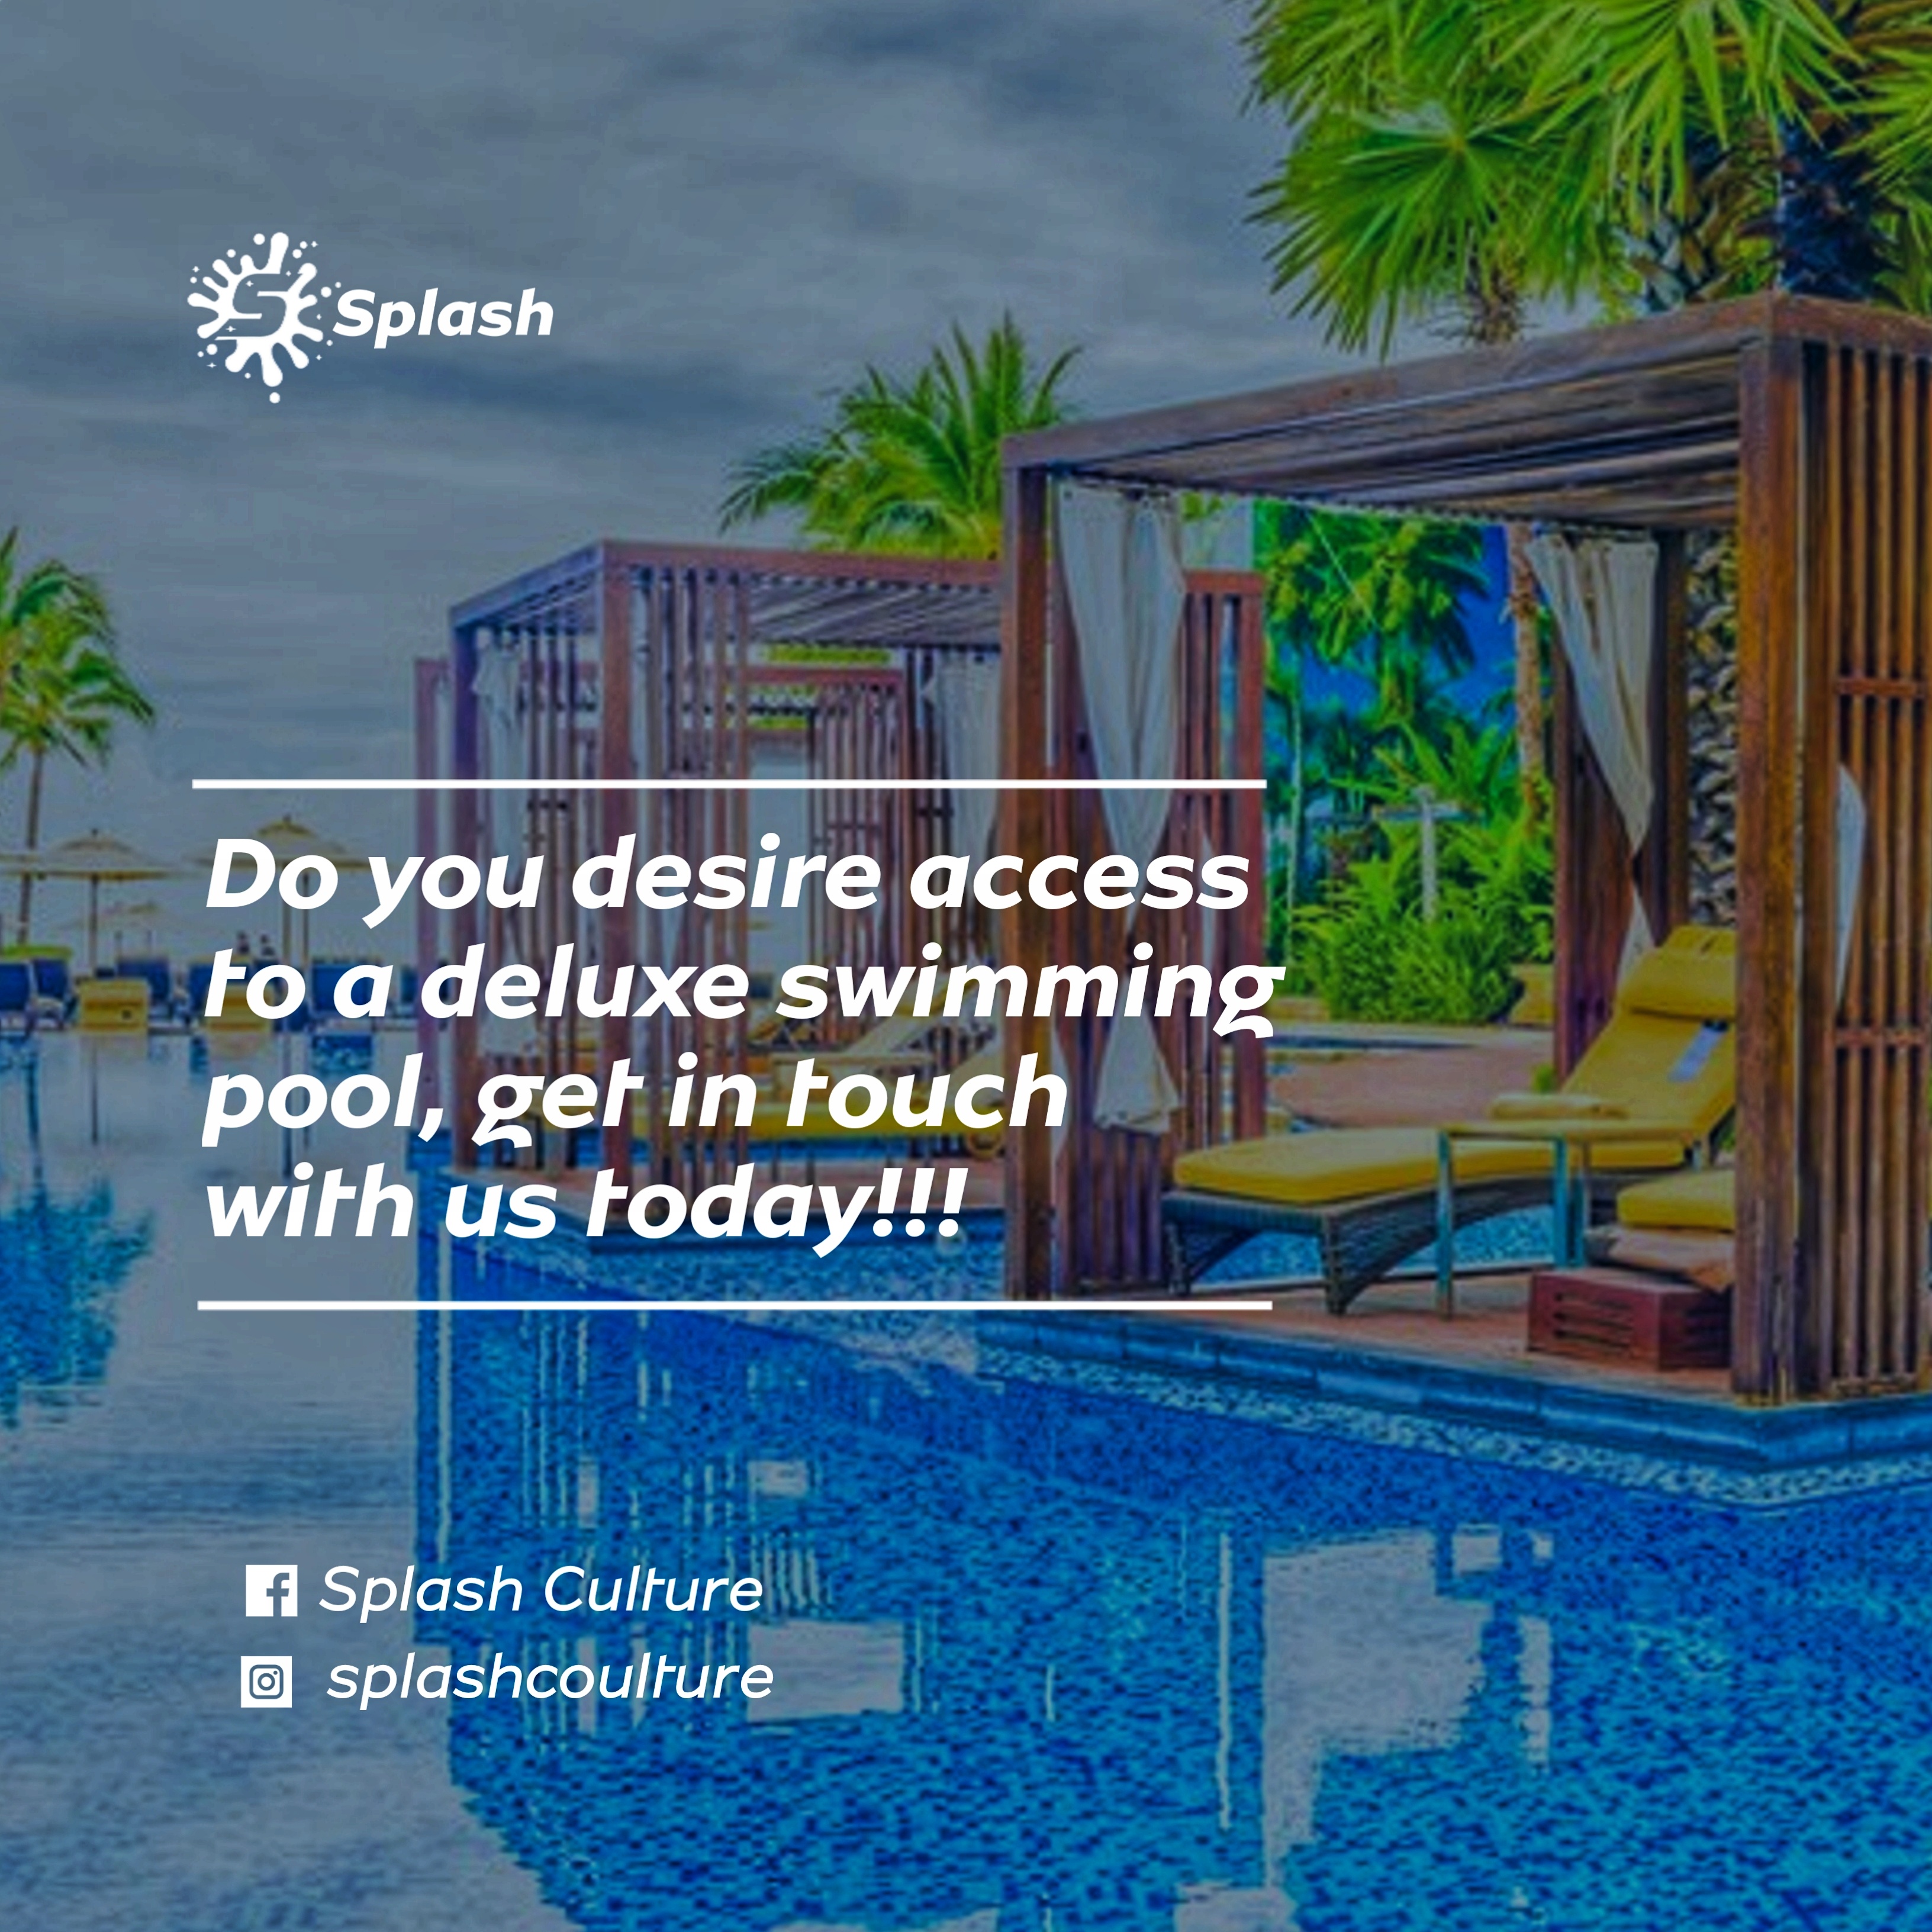 Splash
Do you desire access
to a deluxe swimming
pool, get in touch
with us today!!!
Splash Culture
splashcoulture